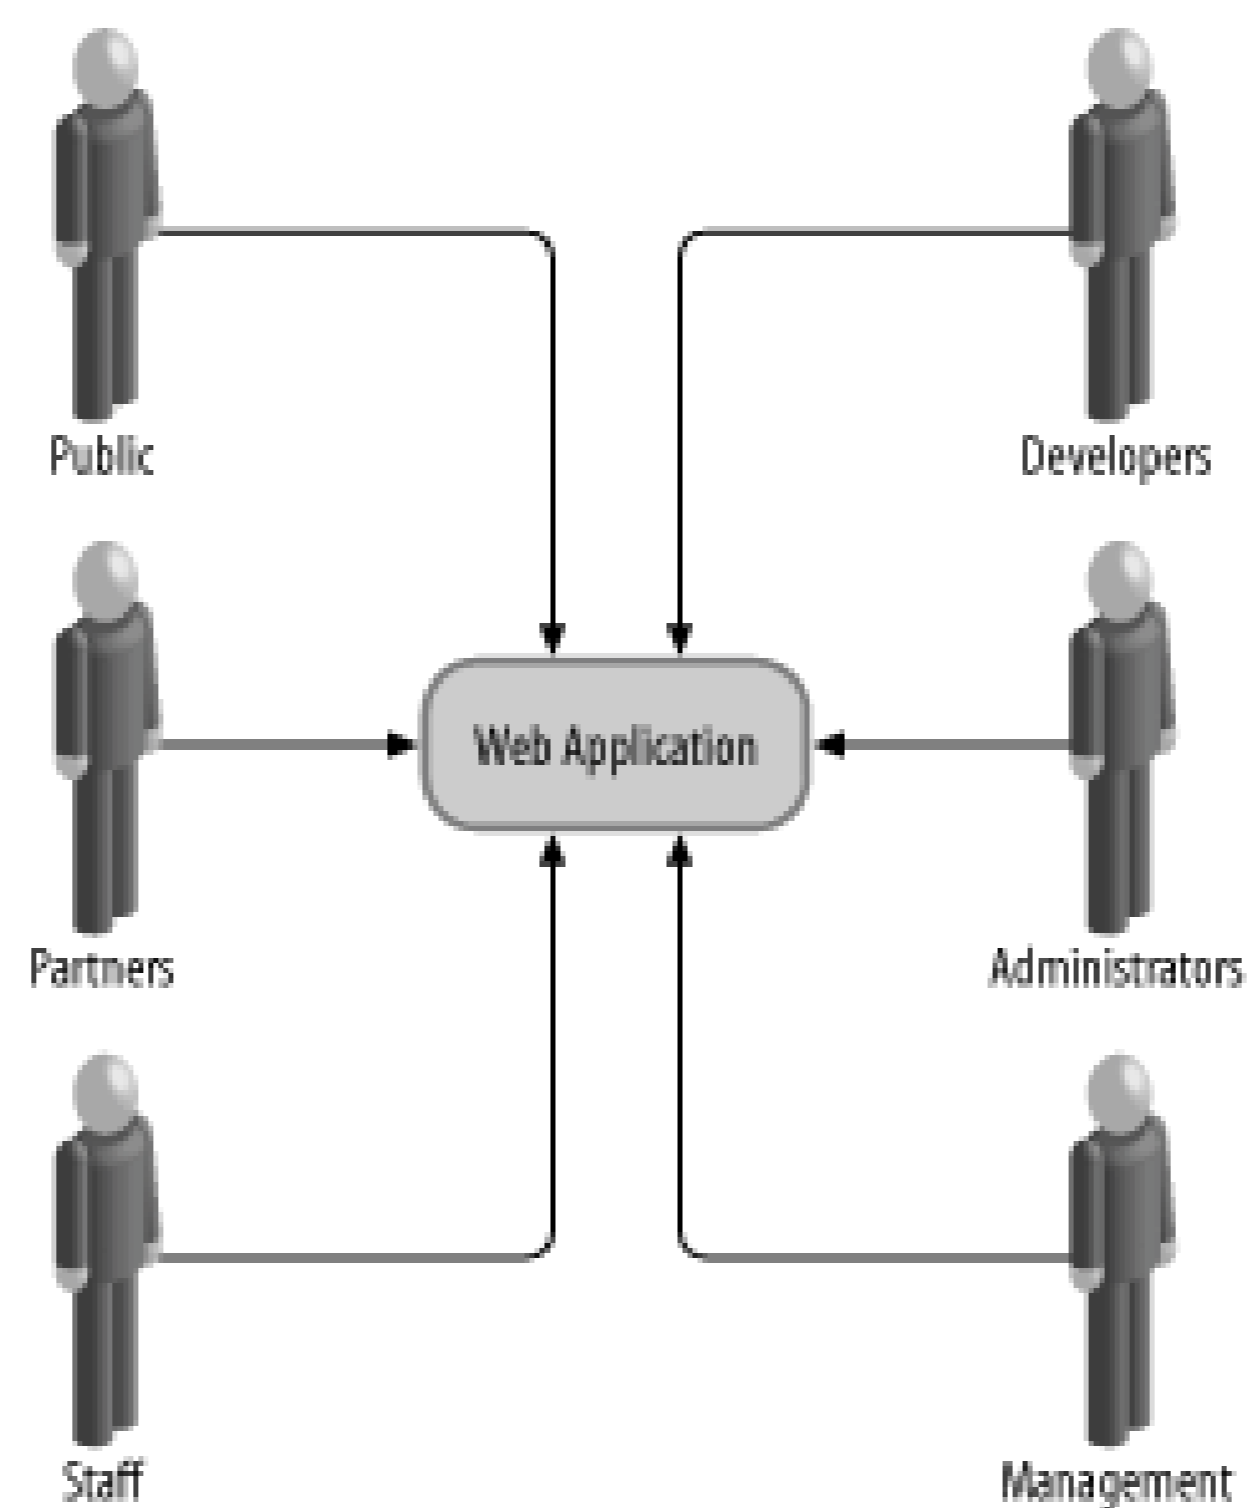 Public
Developers
Web Application
Partners
Administrators
Staff
Management